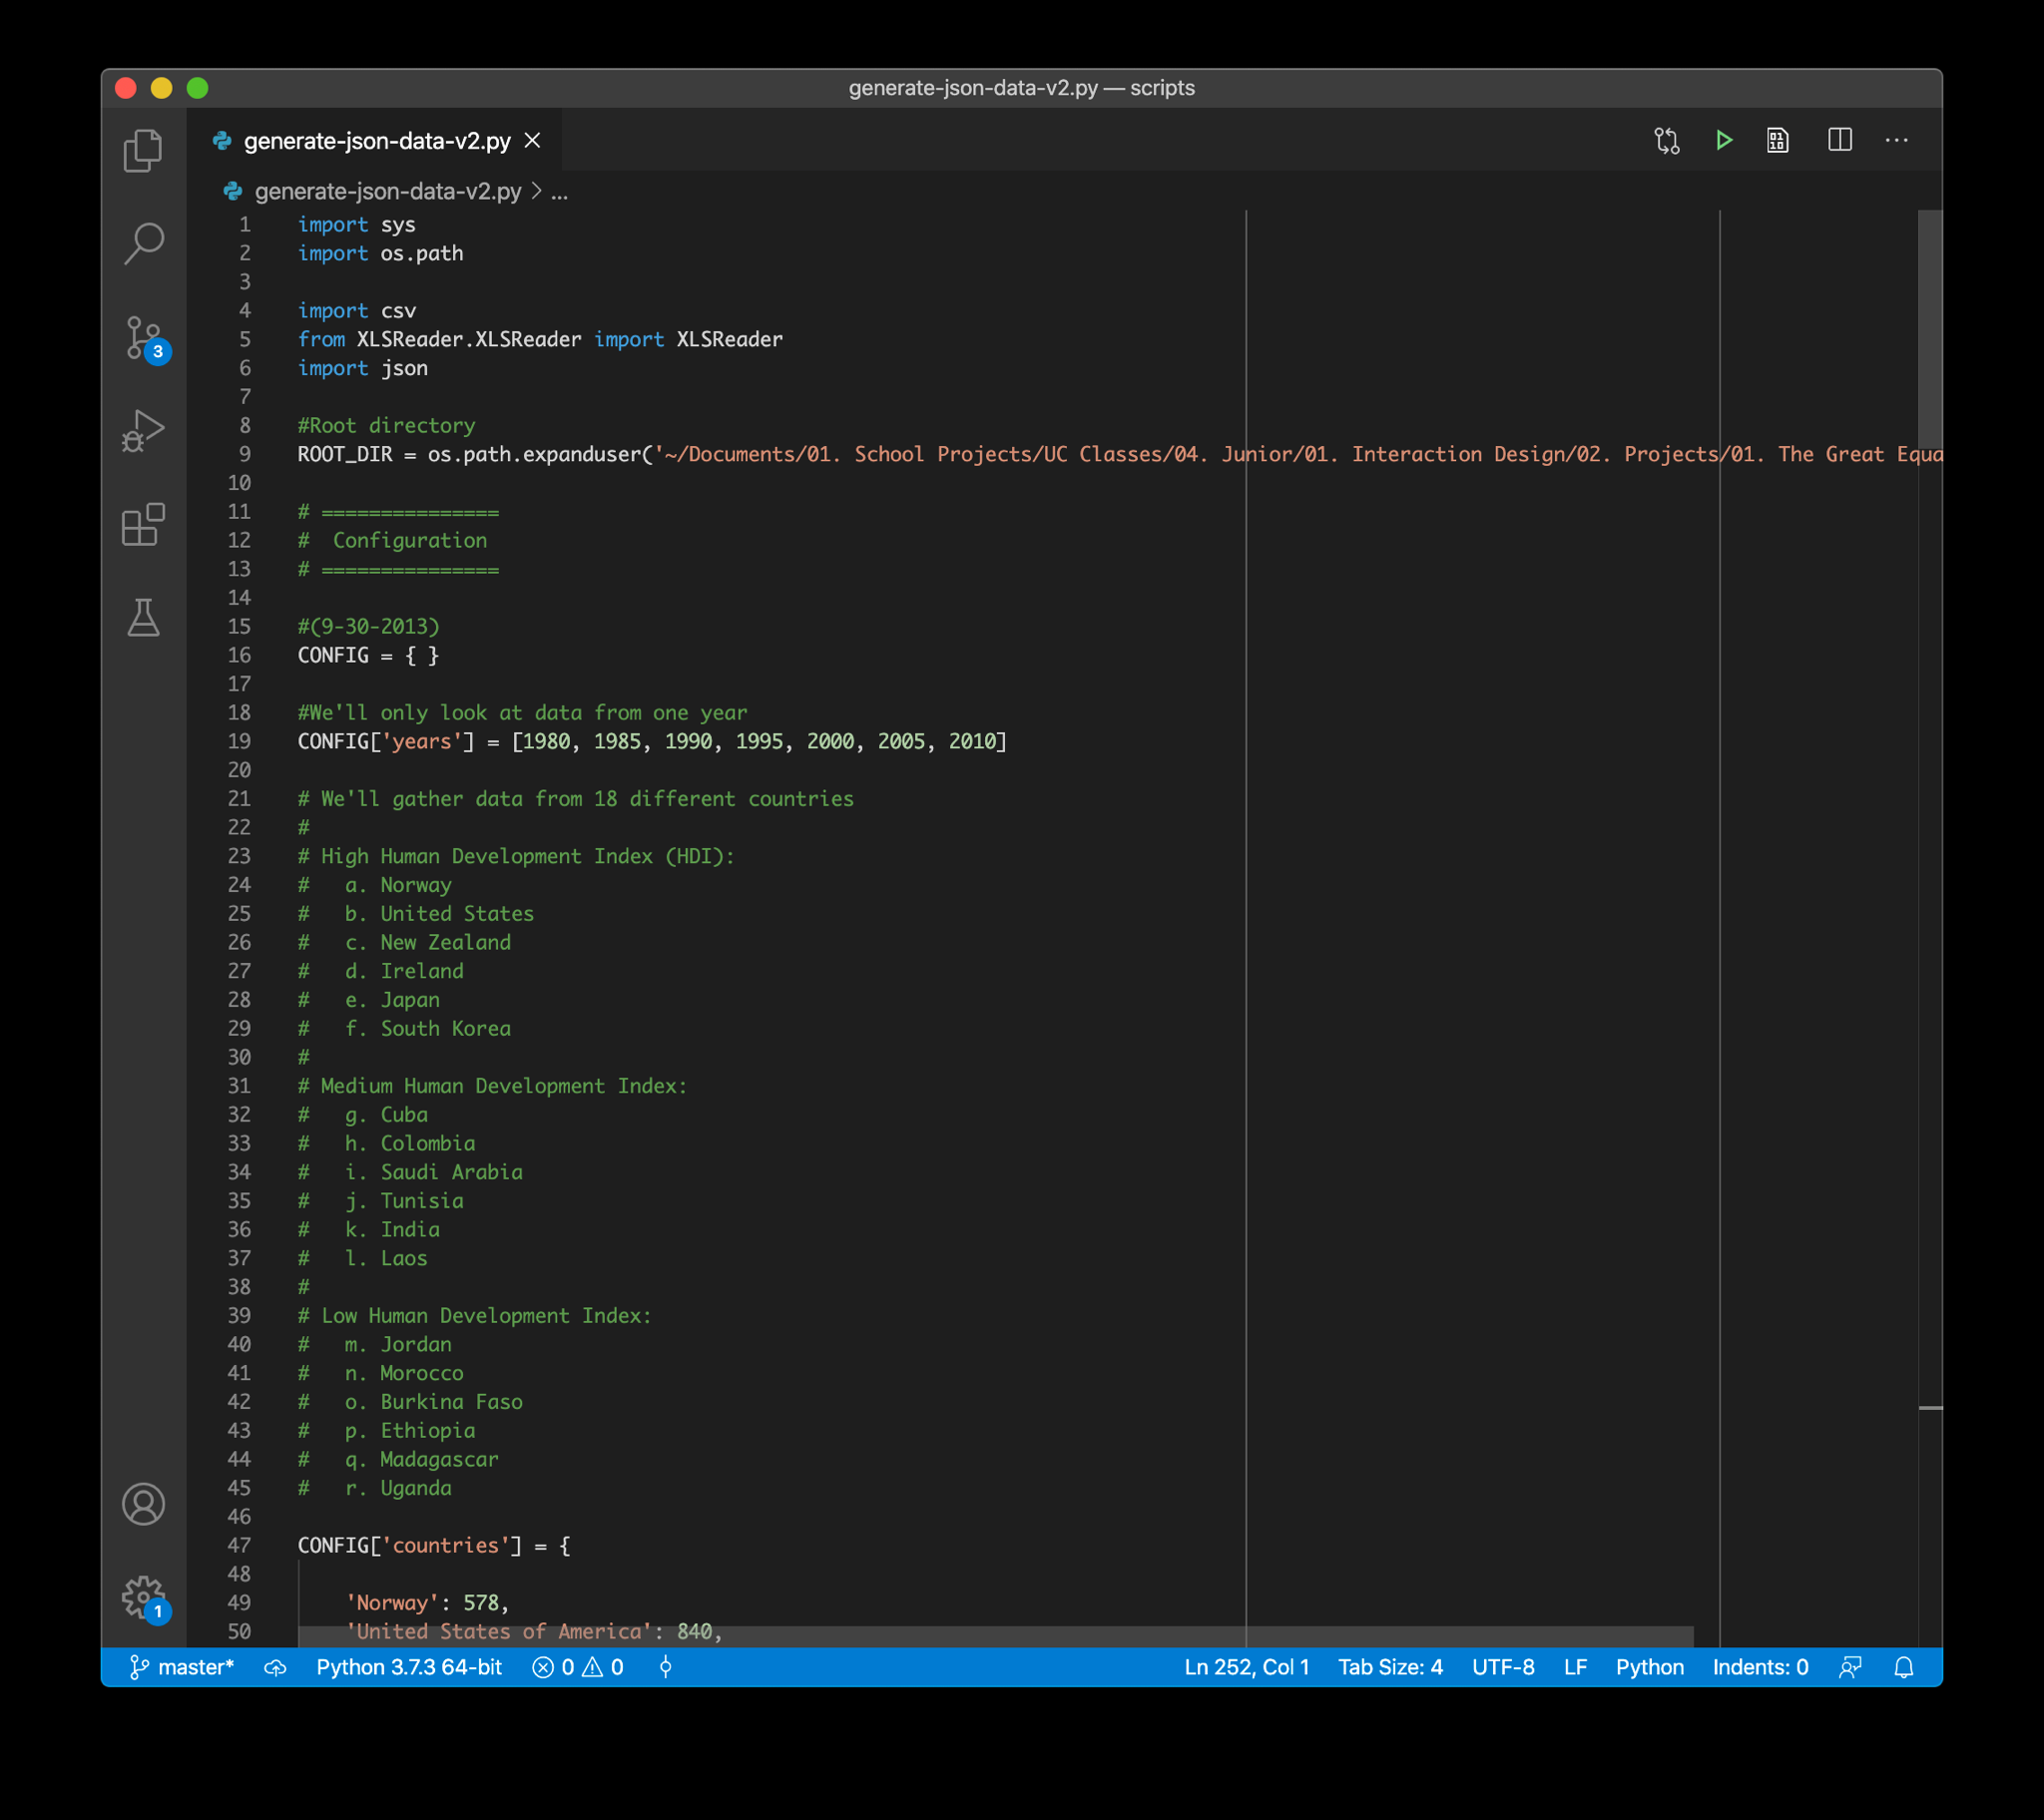 generate-json-data-v2.py — scripts
generate-json-data-v2.py
generate-json-data-v2.py > ...
1 import sys
2 import os.path
3
4 import csv
5 from XLSReader.XLSReader import XLSReader
6 import json
7
8 #Root directory
9 ROOT_DIR = os.path.expanduser('~/Documents/01. School Projects/UC Classes/04. Junior/01. Interaction Design/02. Projects/01. The Great Equa
10
11 # ===============
12 #  Configuration
13 # ===============
14
15 #(9-30-2013)
16 CONFIG = { }
17
18 #We'll only look at data from one year
19 CONFIG['years'] = [1980, 1985, 1990, 1995, 2000, 2005, 2010]
20
21 # We'll gather data from 18 different countries
22 #
23 # High Human Development Index (HDI):
24 #   a. Norway
25 #   b. United States
26 #   c. New Zealand
27 #   d. Ireland
28 #   e. Japan
29 #   f. South Korea
30 #
31 # Medium Human Development Index:
32 #   g. Cuba
33 #   h. Colombia
34 #   i. Saudi Arabia
35 #   j. Tunisia
36 #   k. India
37 #   l. Laos
38 #
39 # Low Human Development Index:
40 #   m. Jordan
41 #   n. Morocco
42 #   o. Burkina Faso
43 #   p. Ethiopia
44 #   q. Madagascar
45 #   r. Uganda
46
47 CONFIG['countries'] = {
48
49     'Norway': 578,
50     'United States of America': 840,
3
1
master* Python 3.7.3 64-bit 0 0 Ln 252, Col 1 Tab Size: 4 UTF-8 LF Python Indents: 0